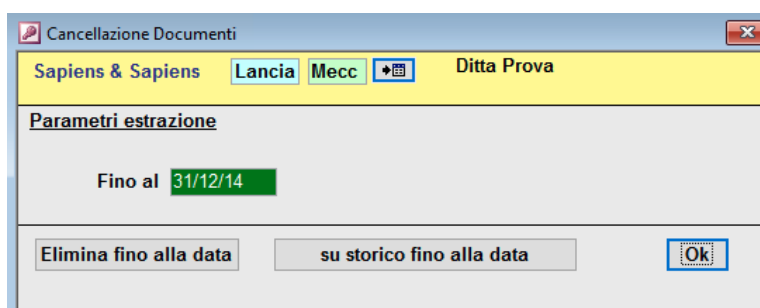 Cancellazione Documenti
Sapiens & Sapiens Lancia Mecc Ditta Prova
Parametri estrazione
Fino al 31/12/14
Elimina fino alla data su storico fino alla data Ok